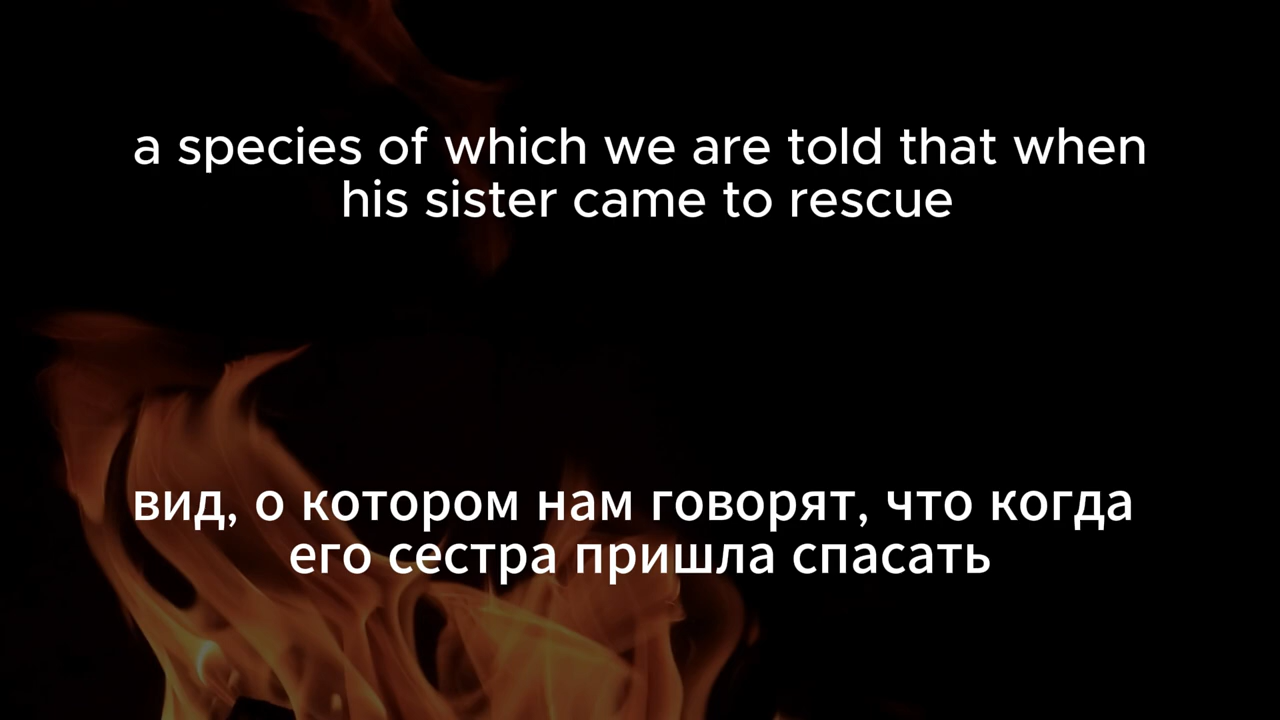 a species of which we are told that when
his sister came to rescue
вид, о котором нам говорят, что когда
его сестра пришла спасать